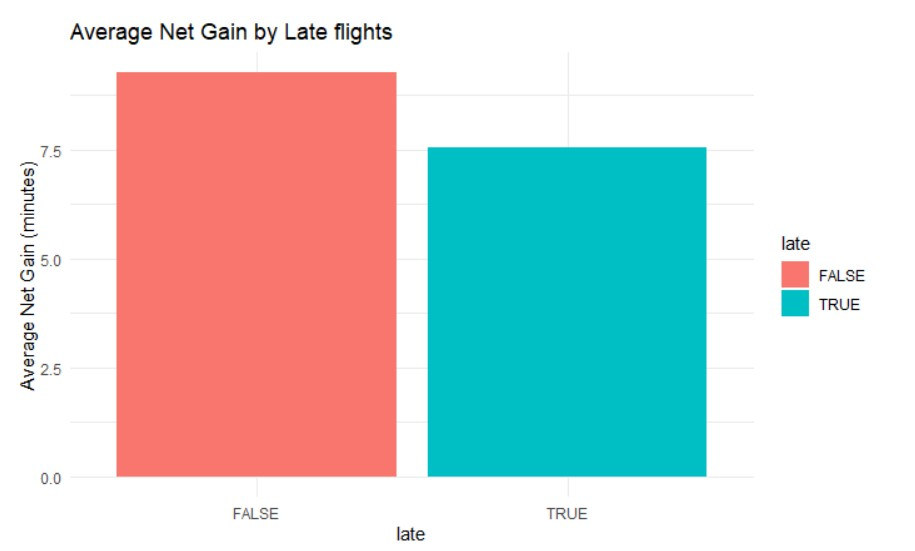 Average Net Gain by Late flights
Average Net Gain (minutes)
7.5
5.0
2.5
0.0
FALSE
TRUE
late
late
FALSE
TRUE